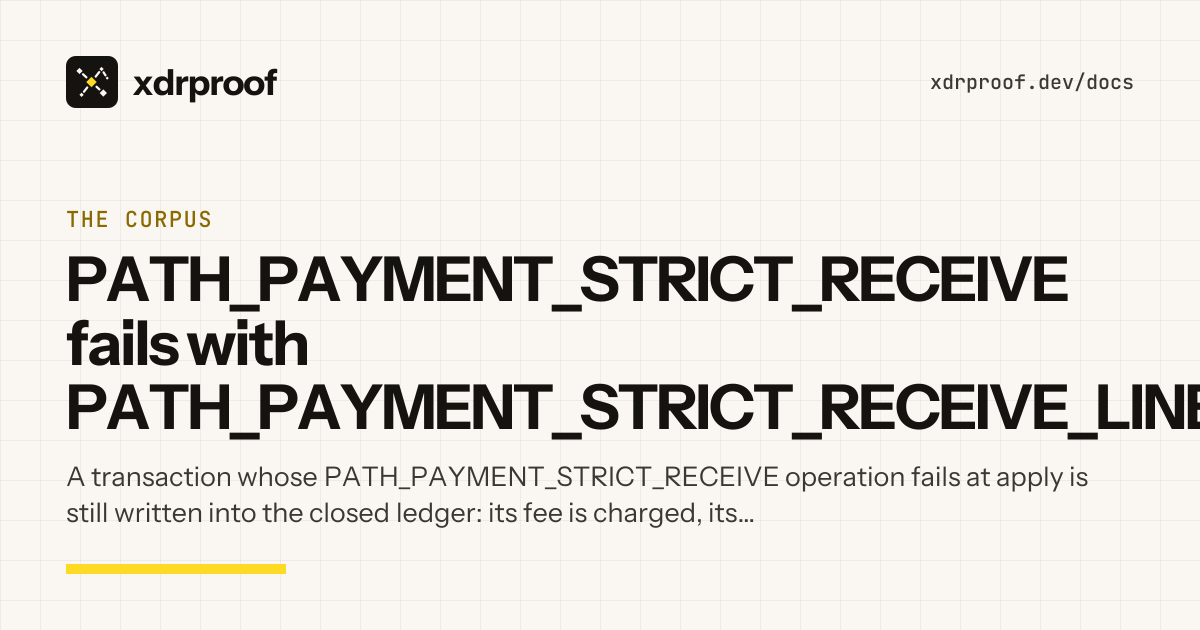 xdrproof
xdrproof.dev/docs
THE CORPUS
PATH_PAYMENT_STRICT_RECEIVE
fails with
PATH_PAYMENT_STRICT_RECEIVE_LINE
A transaction whose PATH_PAYMENT_STRICT_RECEIVE operation fails at apply is
still written into the closed ledger: its fee is charged, its...